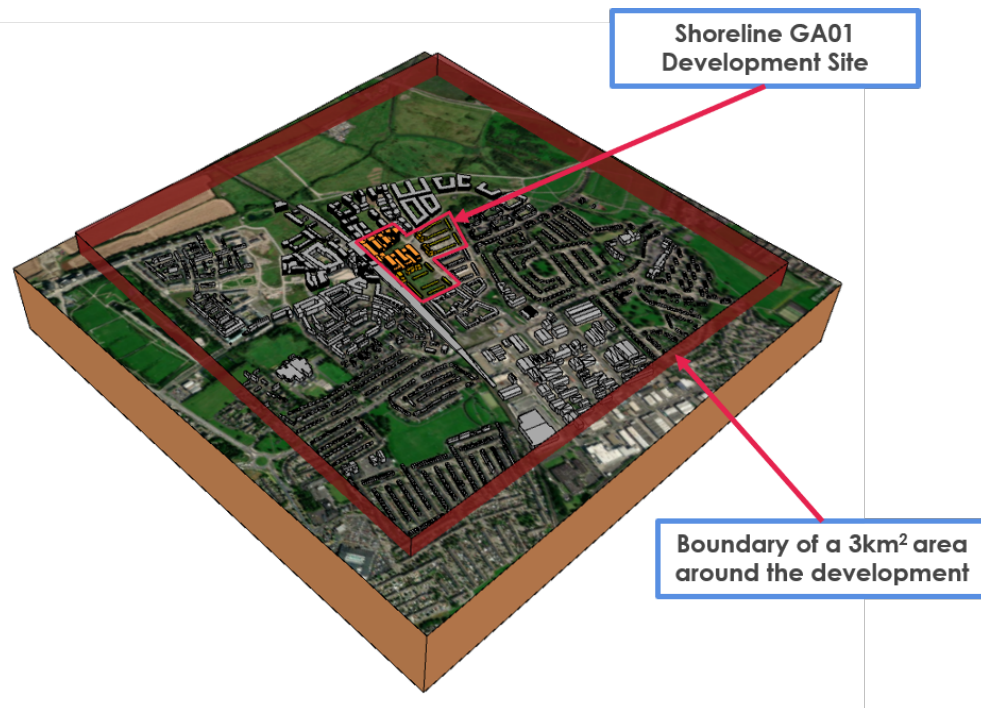 Shoreline GA01
Development Site
Boundary of a 3km² area
around the development